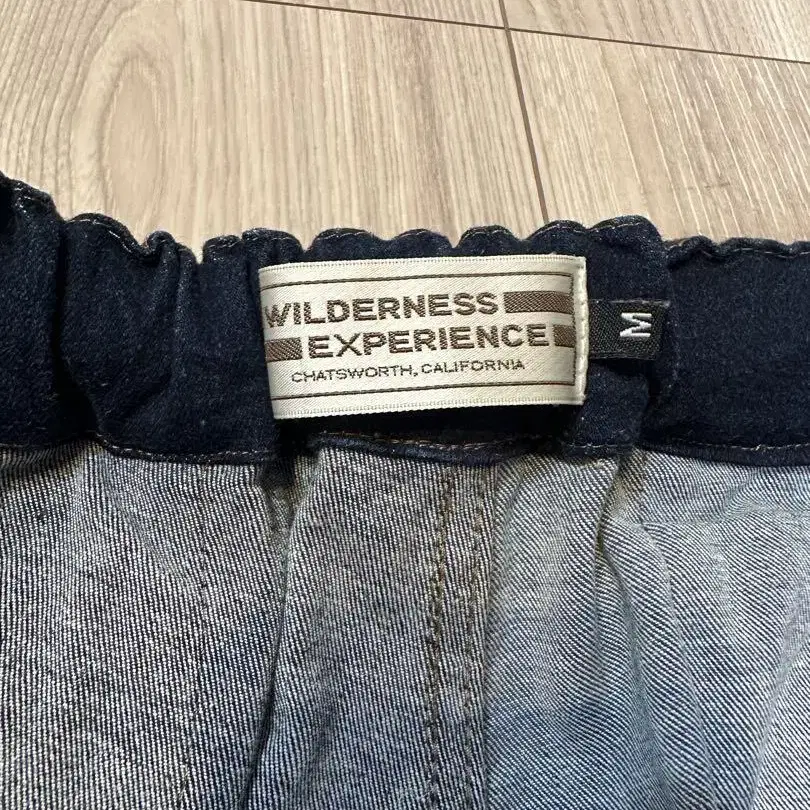 WILDERNESS
EXPERIENCE
CHATSWORTH, CALIFORNIA
M